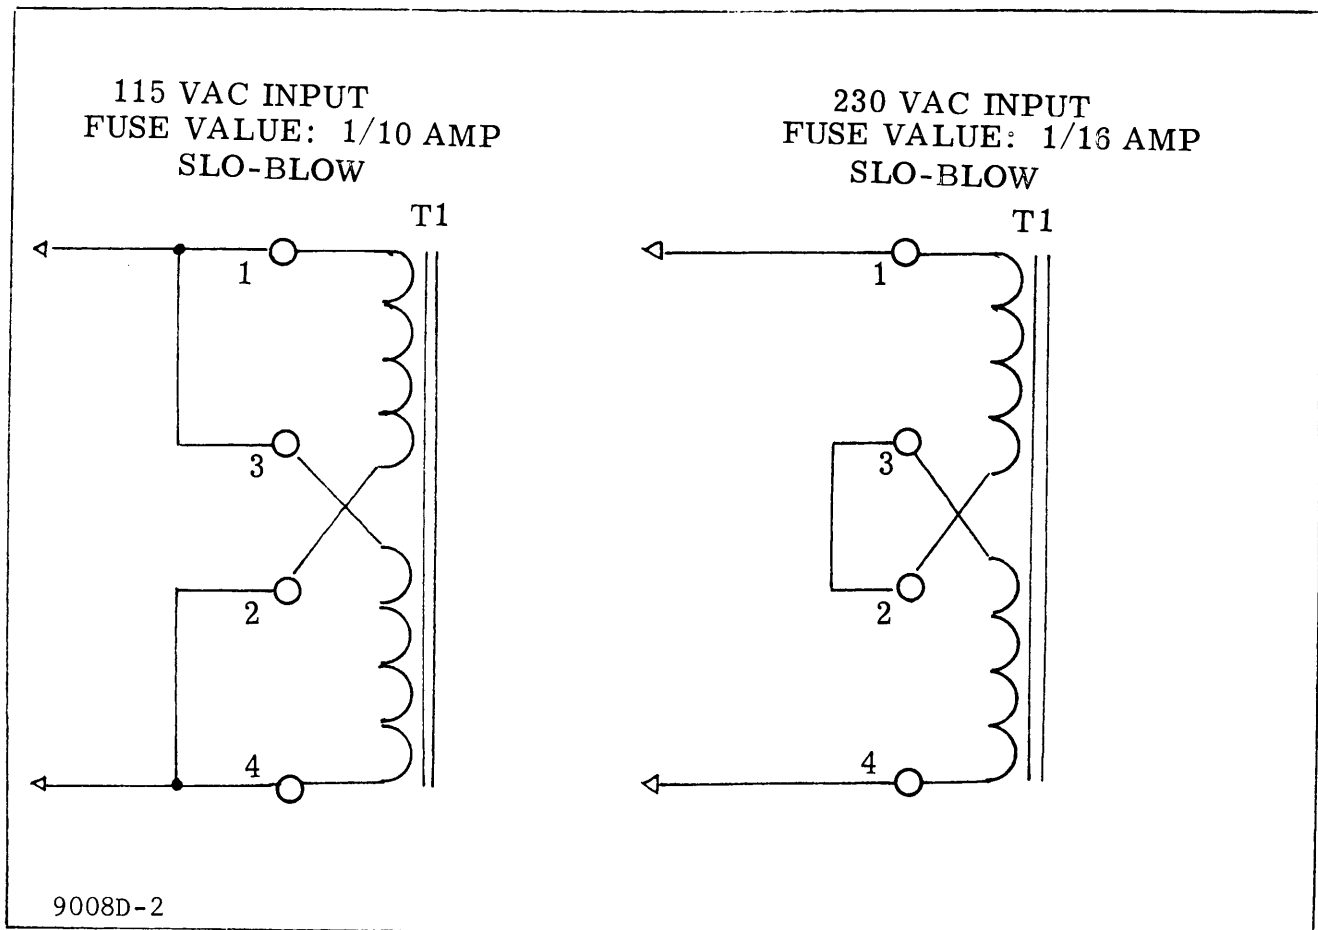 115 VAC INPUT
FUSE VALUE: 1/10 AMP
SLO-BLOW
T1
1
3
2
4
230 VAC INPUT
FUSE VALUE: 1/16 AMP
SLO-BLOW
T1
1
3
2
4
9008D-2